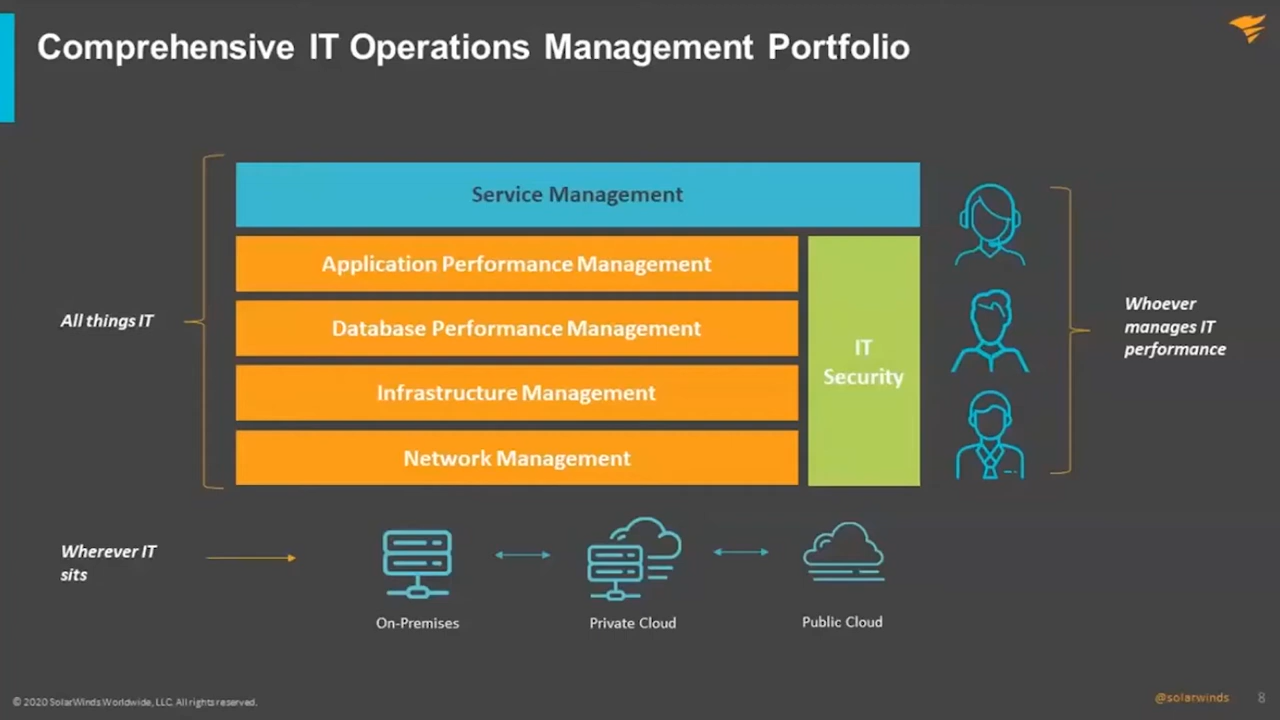 Comprehensive IT Operations Management Portfolio
Service Management
Application Performance Management
Database Performance Management
Infrastructure Management
Network Management
IT
Security
All things IT
Whoever
manages IT
performance
Wherever IT
sits
On-Premises
Private Cloud
Public Cloud
© 2020 SolarWinds Worldwide, LLC. All rights reserved.
@solarwinds
8